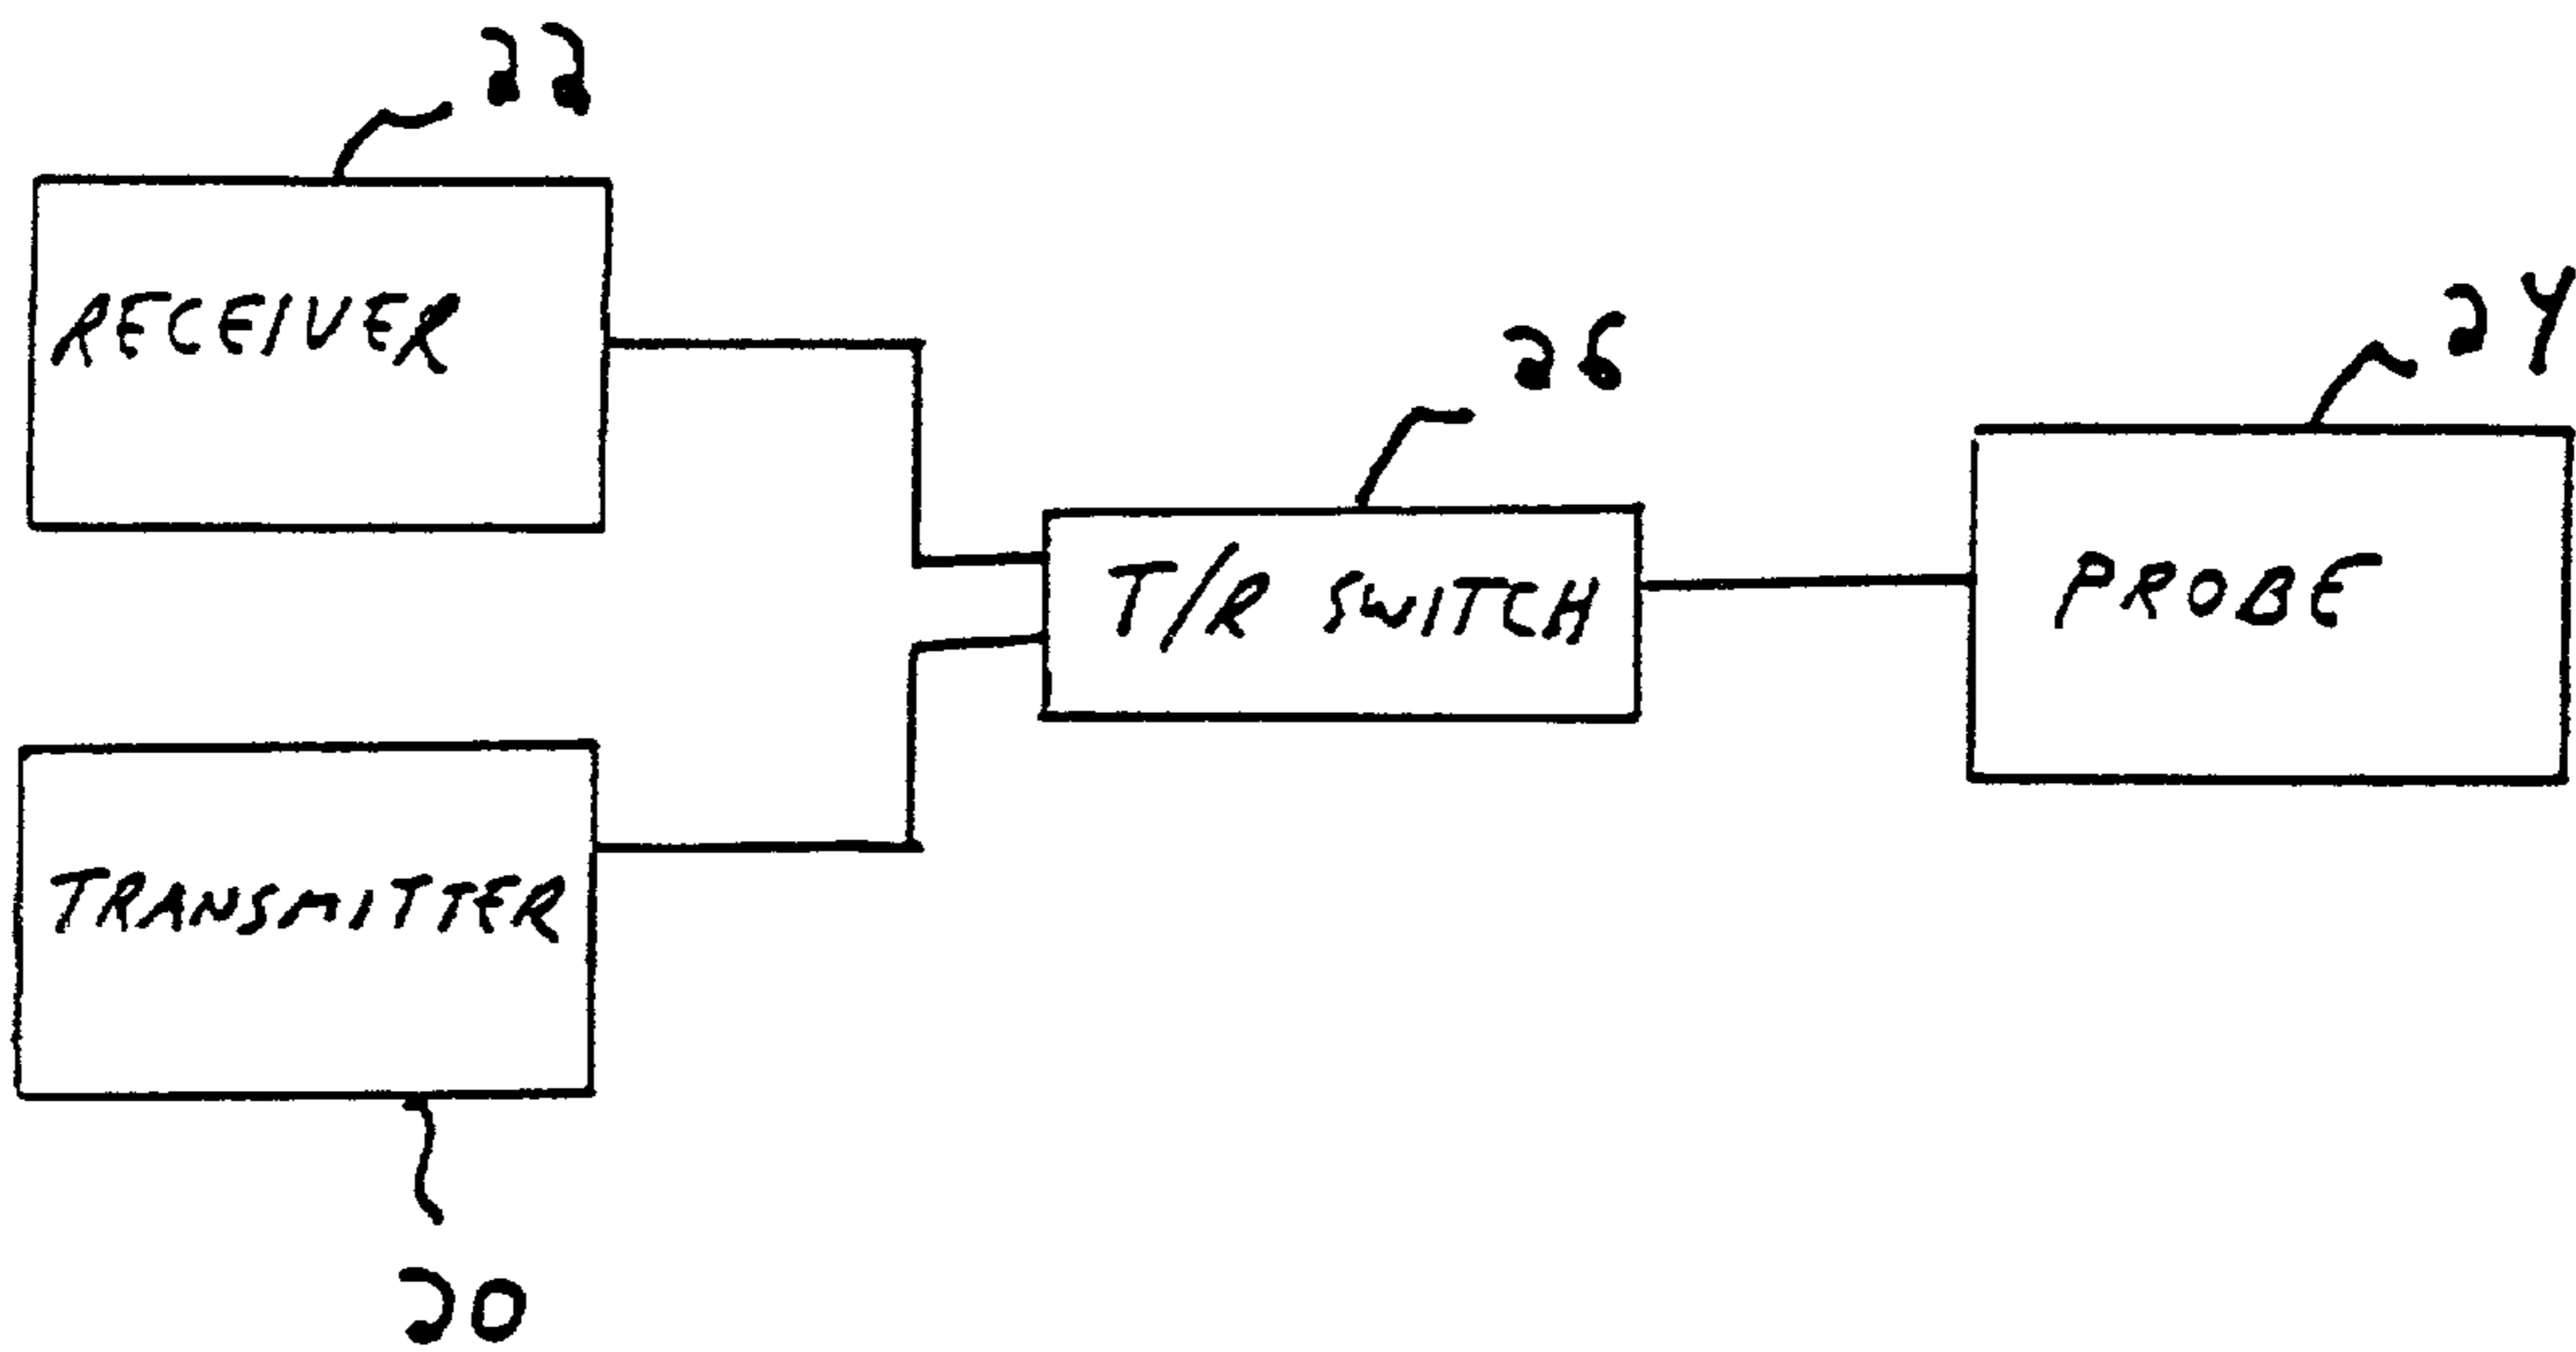 22
RECEIVER
26
24
T/R SWITCH
PROBE
TRANSMITTER
20